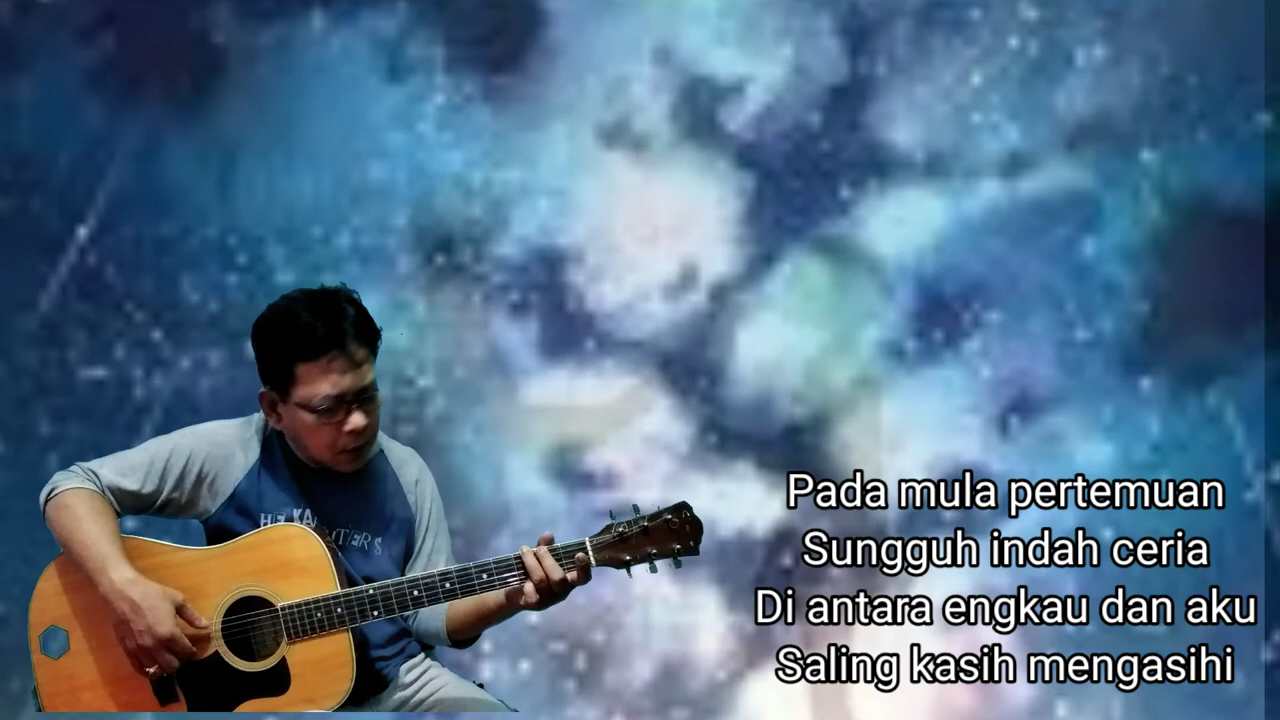 Pada mula pertemuan
Sungguh indah ceria
Di antara engkau dan aku
Saling kasih mengasihi